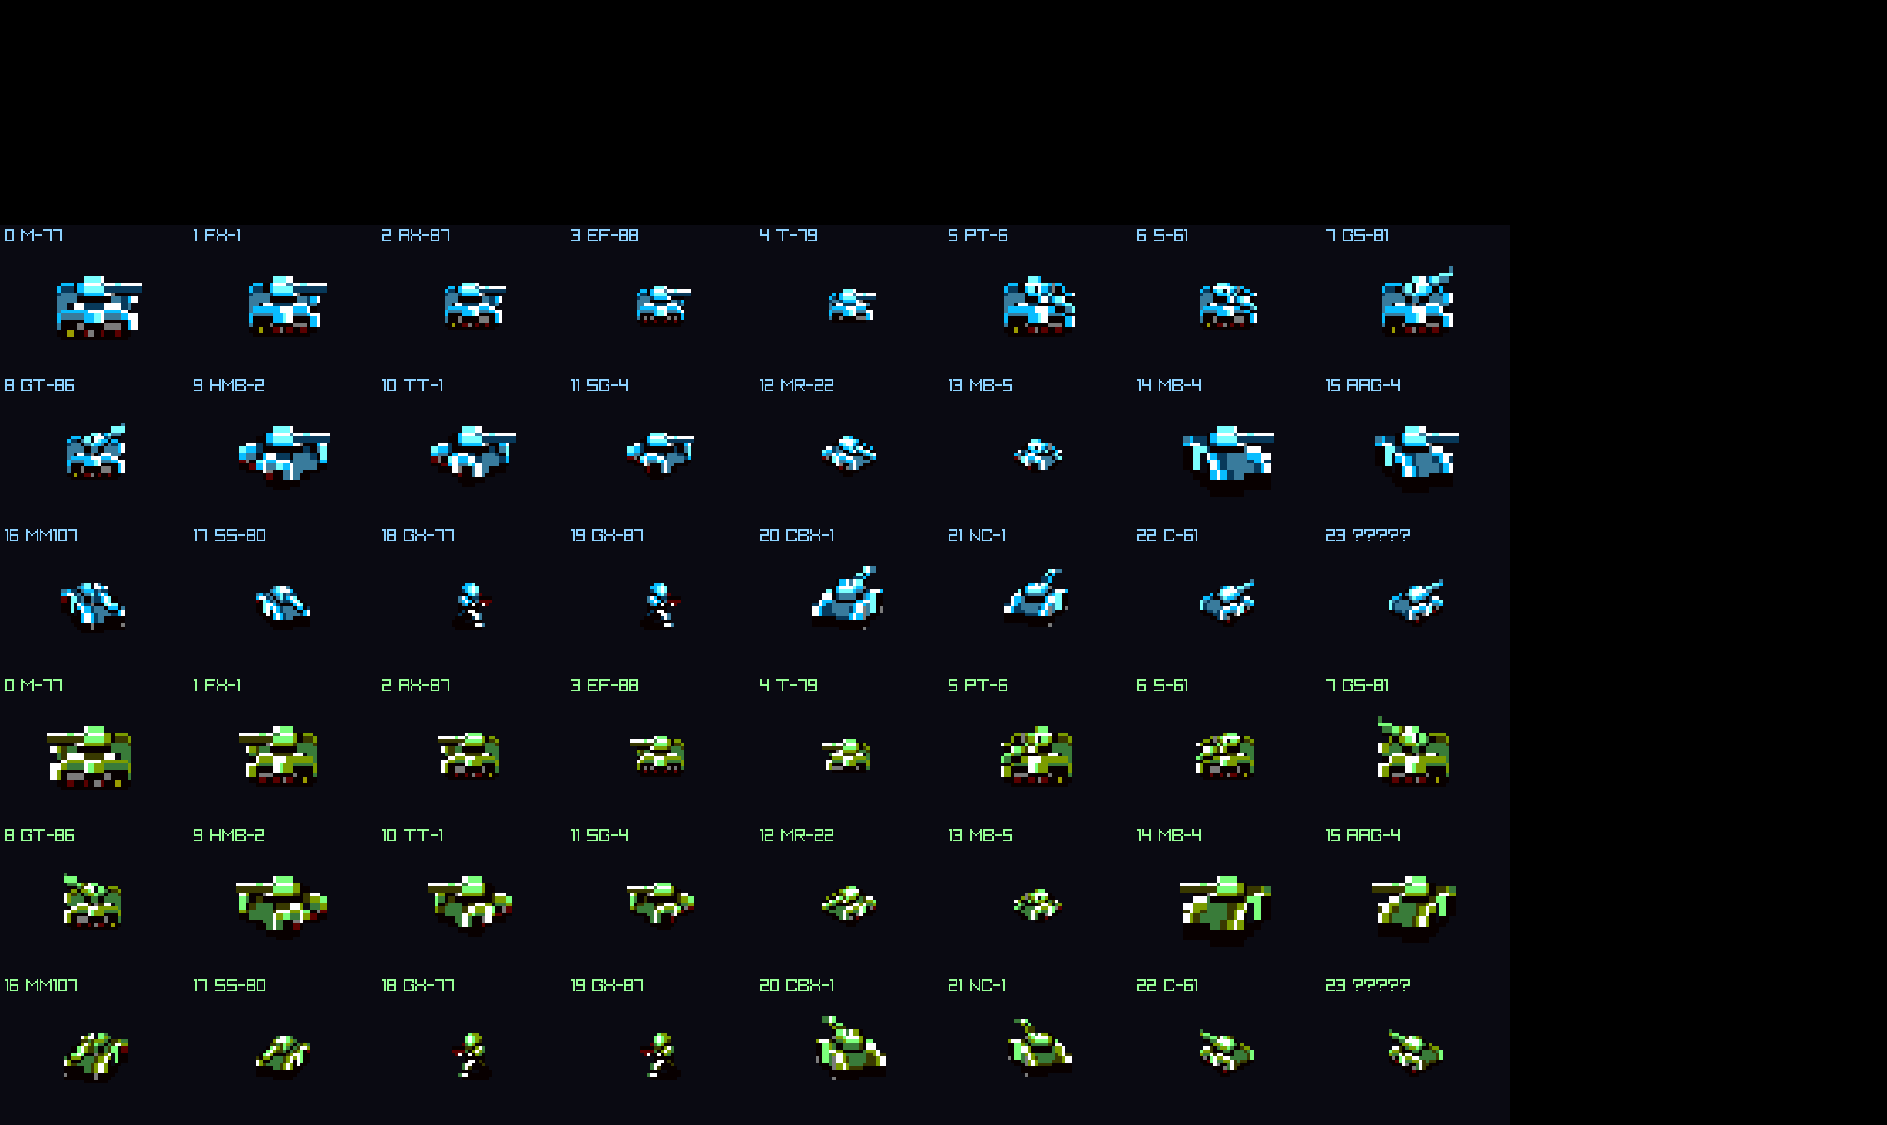 0 M-77 1 FX-1 2 AX-87 3 EF-88 4 T-79 5 PT-6 6 S-61 7 GS-81
8 GT-86 9 HMB-2 10 TT-1 11 SG-4 12 MR-22 13 MB-5 14 MB-4 15 AAG-4
16 MM107 17 SS-80 18 GX-77 19 GX-87 20 CBX-1 21 NC-1 22 C-61 23 ?????
0 M-77 1 FX-1 2 AX-87 3 EF-88 4 T-79 5 PT-6 6 S-61 7 GS-81
8 GT-86 9 HMB-2 10 TT-1 11 SG-4 12 MR-22 13 MB-5 14 MB-4 15 AAG-4
16 MM107 17 SS-80 18 GX-77 19 GX-87 20 CBX-1 21 NC-1 22 C-61 23 ?????